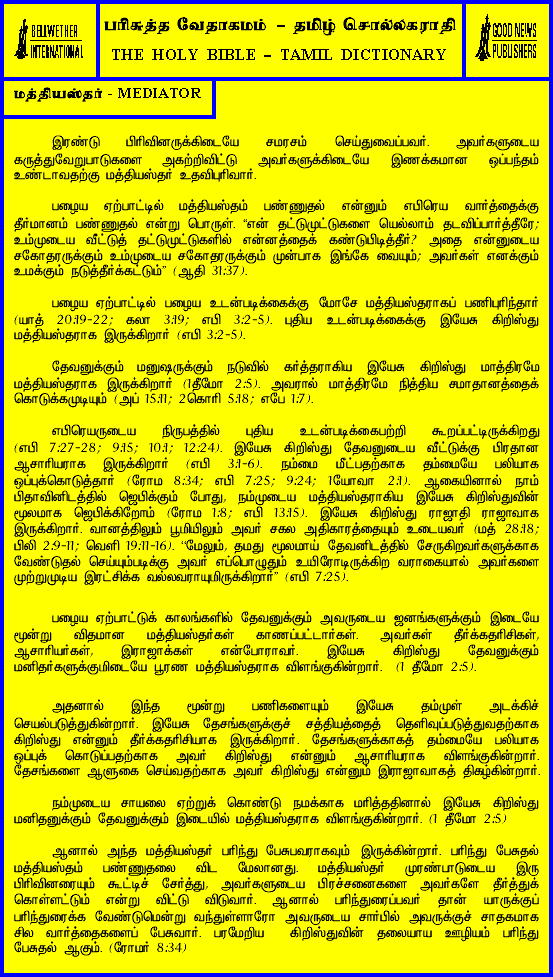 BELLWETHER
INTERNATIONAL
பரிசுத்த வேதாகமம் – தமிழ் சொல்லகராதி
THE HOLY BIBLE – TAMIL DICTIONARY
GOOD NEWS
PUBLISHERS
மத்தியஸ்தர் - MEDIATOR
இரண்டு பிரிவினருக்கிடையே சமரசம் செய்துவைப்பவர். அவர்களுடைய
கருத்துவேறுபாடுகளை அகற்றிவிட்டு அவர்களுக்கிடையே இணக்கமான ஒப்பந்தம்
உண்டாவதற்கு மத்தியஸ்தர் உதவிபுரிவார்.
பழைய ஏற்பாட்டில் மத்தியஸ்தம் பண்ணுதல் என்னும் எபிரெய வார்த்தைக்கு
தீர்மானம் பண்ணுதல் என்று பொருள். “என் தட்டுமுட்டுகளை யெல்லாம் தடவிப்பார்த்தீரே;
உம்முடைய வீட்டுத் தட்டுமுட்டுகளில் என்னத்தைக் கண்டுபிடித்தீர்? அதை என்னுடைய
சகோதரருக்கும் உம்முடைய சகோதரருக்கும் முன்பாக இங்கே வையும்; அவர்கள் எனக்கும்
உமக்கும் நடுத்தீர்க்கட்டும்” (ஆதி 31:37).
பழைய ஏற்பாட்டில் பழைய உடன்படிக்கைக்கு மோசே மத்தியஸ்தராகப் பணிபுரிந்தார்
(யாத் 20:19-22; கலா 3:19; எபி 3:2-5). புதிய உடன்படிக்கைக்கு இயேசு கிறிஸ்து
மத்தியஸ்தராக இருக்கிறார் (எபி 3:2-5).
தேவனுக்கும் மனுஷருக்கும் நடுவில் கர்த்தராகிய இயேசு கிறிஸ்து மாத்திரமே
மத்தியஸ்தராக இருக்கிறார் (1தீமோ 2:5). அவரால் மாத்திரமே நித்திய சமாதானத்தைக்
கொடுக்கமுடியும் (அப் 15:11; 2கொரி 5:18; எபே 1:7).
எபிரெயருடைய நிருபத்தில் புதிய உடன்படிக்கைபற்றி கூறப்பட்டிருக்கிறது
(எபி 7:27-28; 9:15; 10:1; 12:24). இயேசு கிறிஸ்து தேவனுடைய வீட்டுக்கு பிரதான
ஆசாரியராக இருக்கிறார் (எபி 3:1-6). நம்மை மீட்பதற்காக தம்மையே பலியாக
ஒப்புக்கொடுத்தார் (ரோம 8:34; எபி 7:25; 9:24; 1யோவா 2:1). ஆகையினால் நாம்
பிதாவினிடத்தில் ஜெபிக்கும் போது, நம்முடைய மத்தியஸ்தராகிய இயேசு கிறிஸ்துவின்
மூலமாக ஜெபிக்கிறோம் (ரோம 1:8; எபி 13:15). இயேசு கிறிஸ்து ராஜாதி ராஜாவாக
இருக்கிறார். வானத்திலும் பூமியிலும் அவர் சகல அதிகாரத்தையும் உடையவர் (மத் 28:18;
பிலி 2:9-11; வெளி 19:11-16). “மேலும், தமது மூலமாய் தேவனிடத்தில் சேருகிறவர்களுக்காக
வேண்டுதல் செய்யும்படிக்கு அவர் எப்பொழுதும் உயிரோடிருக்கிற வராகையால் அவர்களை
முற்றுமுடிய இரட்சிக்க வல்லவராயுமிருக்கிறார்” (எபி 7:25).
பழைய ஏற்பாட்டுக் காலங்களில் தேவனுக்கும் அவருடைய ஜனங்களுக்கும் இடையே
மூன்று விதமான மத்தியஸ்தர்கள் காணப்பட்டார்கள். அவர்கள் தீர்க்கதரிசிகள்,
ஆசாரியர்கள், இராஜாக்கள் என்போராவர். இயேசு கிறிஸ்து தேவனுக்கும்
மனிதர்களுக்குமிடையே பூரண மத்தியஸ்தராக விளங்குகின்றார். (1 தீமோ 2:5).
அதனால் இந்த மூன்று பணிகளையும் இயேசு தம்முள் அடக்கிச்
செயல்படுத்துகின்றார். இயேசு தேசங்களுக்குச் சத்தியத்தைத் தெளிவுப்படுத்துவதற்காக
கிறிஸ்து என்னும் தீர்க்கதரிசியாக இருக்கிறார். தேசங்களுக்காகத் தம்மையே பலியாக
ஒப்புக் கொடுப்பதற்காக அவர் கிறிஸ்து என்னும் ஆசாரியராக விளங்குகின்றார்.
தேசங்களை ஆளுகை செய்வதற்காக அவர் கிறிஸ்து என்னும் இராஜாவாகத் திகழ்கின்றார்.
நம்முடைய சாயலை ஏற்றுக் கொண்டு நமக்காக மரித்ததினால் இயேசு கிறிஸ்து
மனிதனுக்கும் தேவனுக்கும் இடையில் மத்தியஸ்தராக விளங்குகின்றார். (1 தீமோ 2:5)
ஆனால் அந்த மத்தியஸ்தர் பரிந்து பேசுபவராகவும் இருக்கின்றார். பரிந்து பேசுதல்
மத்தியஸ்தம் பண்ணுதலை விட மேலானது. மத்தியஸ்தர் முரண்பாடுடைய இரு
பிரிவினரையும் கூட்டிச் சேர்த்து, அவர்களுடைய பிரச்சனைகளை அவர்களே தீர்த்துக்
கொள்ளட்டும் என்று விட்டு விடுவார். ஆனால் பரிந்துரைப்பவர் தான் யாருக்குப்
பரிந்துரைக்க வேண்டுமென்று வந்துள்ளாரோ அவருடைய சார்பில் அவருக்குச் சாதகமாக
சில வார்த்தைகளைப் பேசுவார். பரமேறிய கிறிஸ்துவின் தலையாய ஊழியம் பரிந்து
பேசுதல் ஆகும். (ரோமர் 8:34)